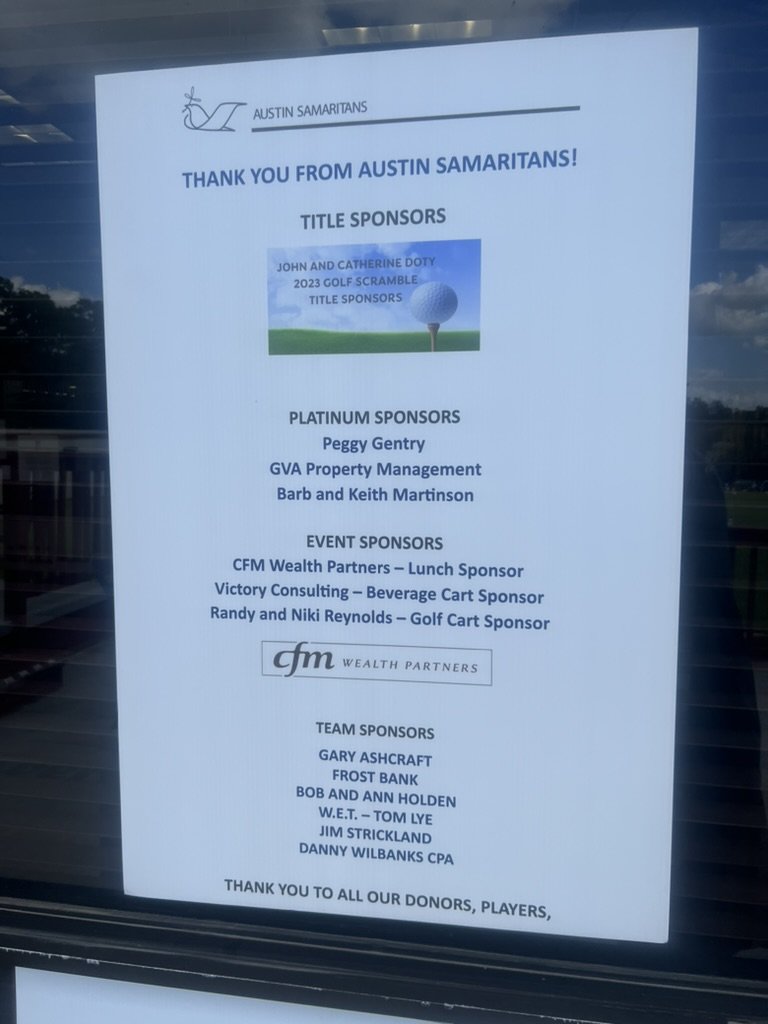 AUSTIN SAMARITANS
THANK YOU FROM AUSTIN SAMARITANS!
TITLE SPONSORS
JOHN AND CATHERINE DOTY
2023 GOLF SCRAMBLE
TITLE SPONSORS
PLATINUM SPONSORS
Peggy Gentry
GVA Property Management
Barb and Keith Martinson
EVENT SPONSORS
CFM Wealth Partners – Lunch Sponsor
Victory Consulting – Beverage Cart Sponsor
Randy and Niki Reynolds – Golf Cart Sponsor
cfm WEALTH PARTNERS
TEAM SPONSORS
GARY ASHCRAFT
FROST BANK
BOB AND ANN HOLDEN
W.E.T. – TOM LYE
JIM STRICKLAND
DANNY WILBANKS CPA
THANK YOU TO ALL OUR DONORS, PLAYERS,